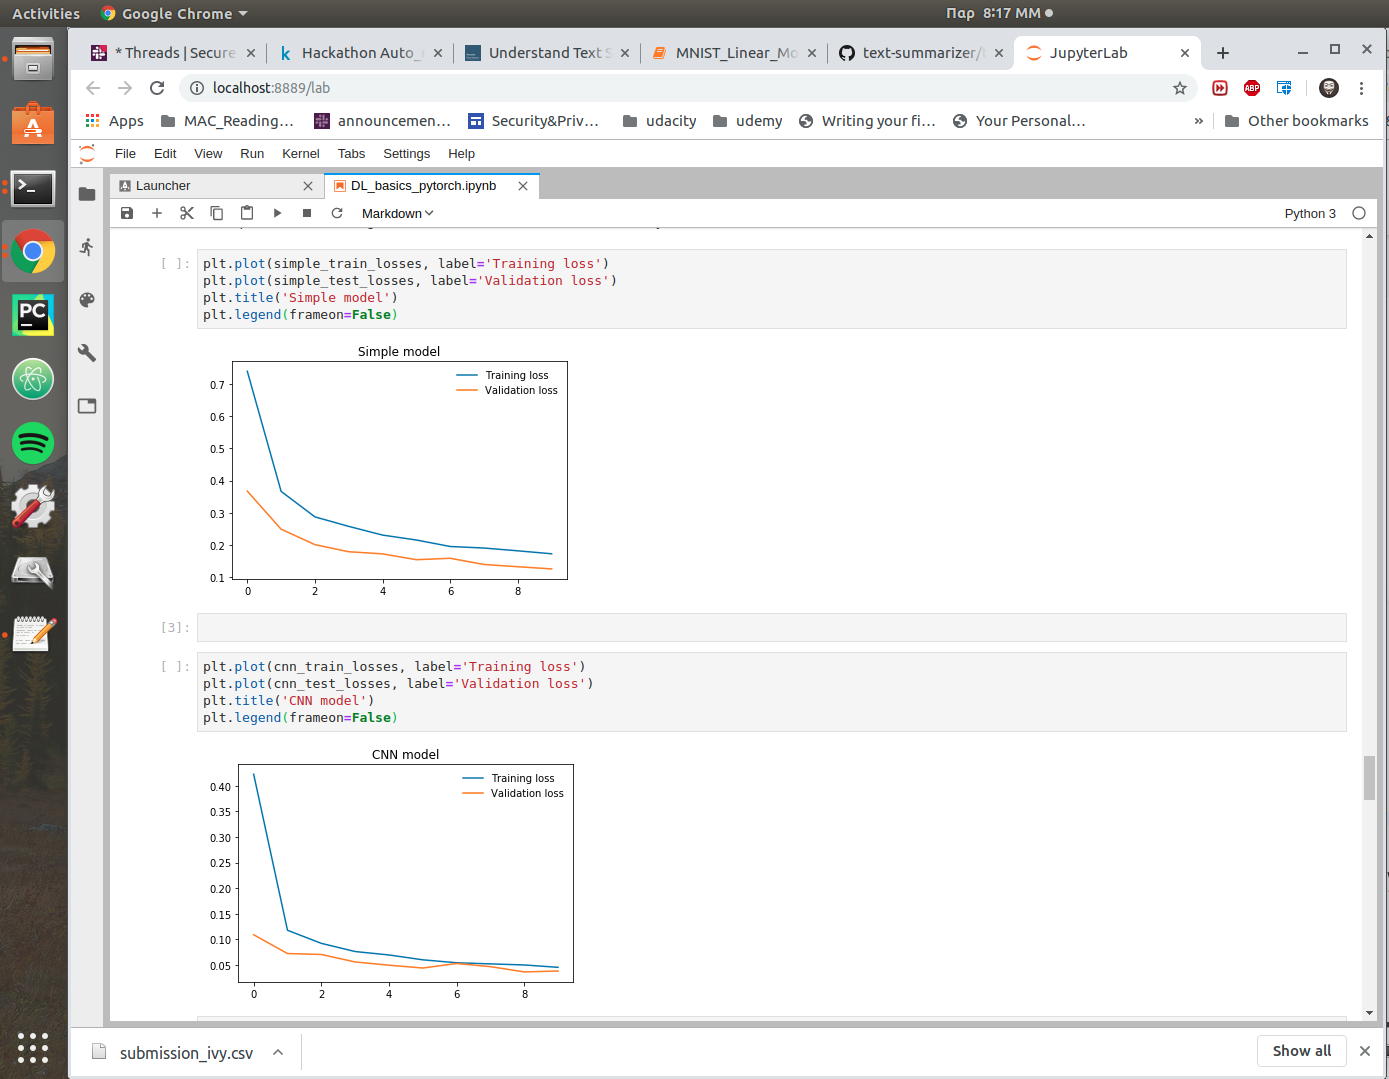 Activities
Google Chrome
Παρ 8:17 ΜΜ
* Threads | Secure
Hackathon Auto_
Understand Text S
MNIST_Linear_Mo
text-summarizer/
JupyterLab
localhost:8889/lab
ABP
Apps
MAC_Reading...
announcemen...
Security&Priv...
udacity
udemy
Writing your fi...
Your Personal...
»
Other bookmarks
File Edit View Run Kernel Tabs Settings Help
Launcher
DL_basics_pytorch.ipynb
Markdown
Python 3
[ ]:
plt.plot(simple_train_losses, label='Training loss')
plt.plot(simple_test_losses, label='Validation loss')
plt.title('Simple model')
plt.legend(frameon=False)
Simple model
Training loss
Validation loss
0.7
0.6
0.5
0.4
0.3
0.2
0.1
0 2 4 6 8
[3]:
[ ]:
plt.plot(cnn_train_losses, label='Training loss')
plt.plot(cnn_test_losses, label='Validation loss')
plt.title('CNN model')
plt.legend(frameon=False)
CNN model
Training loss
Validation loss
0.40
0.35
0.30
0.25
0.20
0.15
0.10
0.05
0 2 4 6 8
PC
submission_ivy.csv
Show all